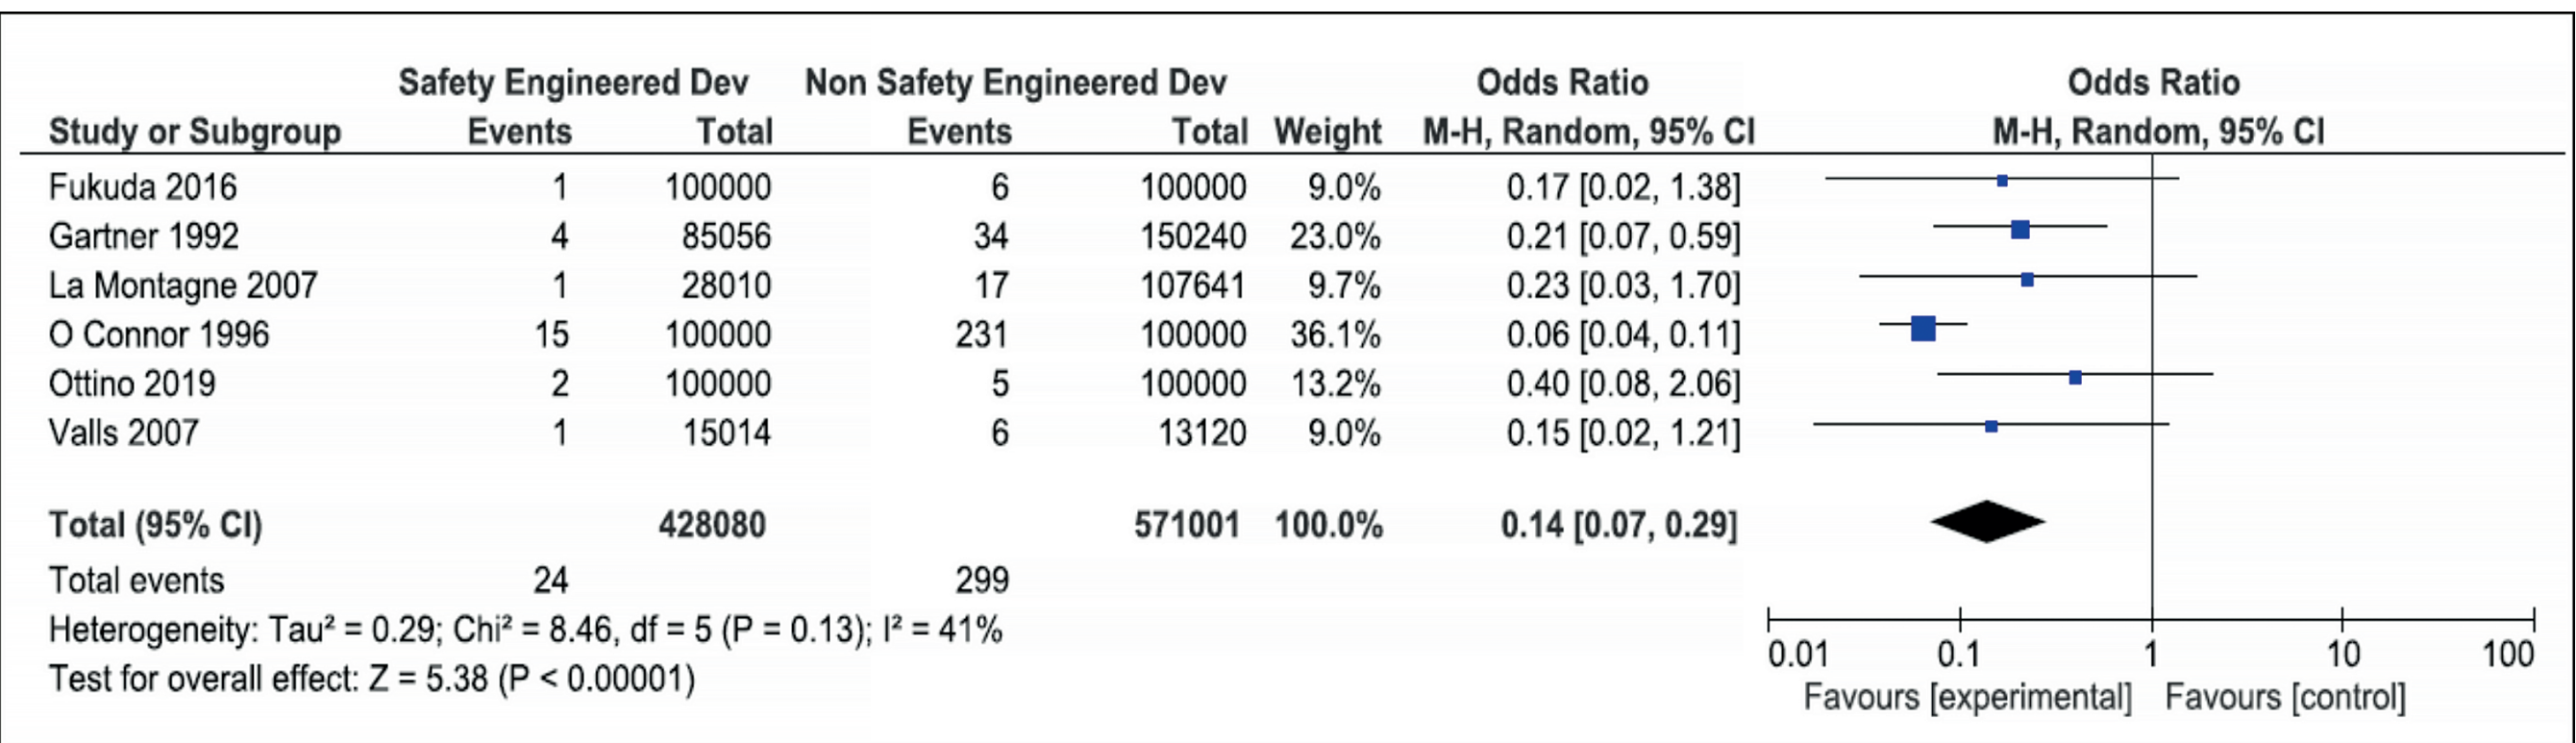 Safety Engineered Dev Non Safety Engineered Dev Odds Ratio Odds Ratio
Study or Subgroup Events Total Events Total Weight M-H, Random, 95% CI M-H, Random, 95% CI
Fukuda 2016 1 100000 6 100000 9.0% 0.17 [0.02, 1.38]
Gartner 1992 4 85056 34 150240 23.0% 0.21 [0.07, 0.59]
La Montagne 2007 1 28010 17 107641 9.7% 0.23 [0.03, 1.70]
O Connor 1996 15 100000 231 100000 36.1% 0.06 [0.04, 0.11]
Ottino 2019 2 100000 5 100000 13.2% 0.40 [0.08, 2.06]
Valls 2007 1 15014 6 13120 9.0% 0.15 [0.02, 1.21]
Total (95% CI) 428080 571001 100.0% 0.14 [0.07, 0.29]
Total events 24 299
Heterogeneity: Tau² = 0.29; Chi² = 8.46, df = 5 (P = 0.13); I² = 41%
Test for overall effect: Z = 5.38 (P < 0.00001)
0.01 0.1 1 10 100
Favours [experimental] Favours [control]